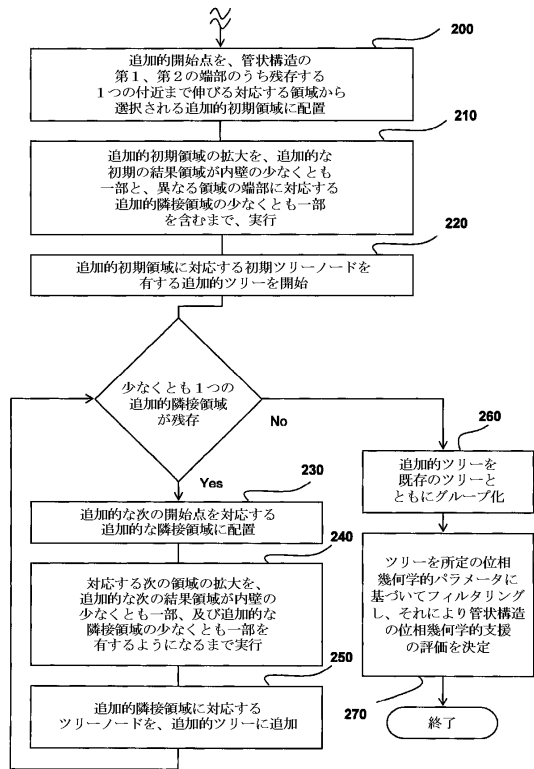 200
追加的開始点を、管状構造の
第１、第２の端部のうち残存する
１つの付近まで伸びる対応する領域から
選択される追加的初期領域に配置
210
追加的初期領域の拡大を、追加的な
初期の結果領域が内壁の少なくとも
一部と、異なる領域の端部に対応する
追加的隣接領域の少なくとも一部
を含むまで、実行
220
追加的初期領域に対応する初期ツリーノードを
有する追加的ツリーを開始
少なくとも１つの
追加的隣接領域
が残存
No
Yes
230
追加的な次の開始点を対応する
追加的な隣接領域に配置
240
対応する次の領域の拡大を、
追加的な次の結果領域が内壁の
少なくとも一部、及び追加的な
隣接領域の少なくとも一部を
有するようになるまで実行
250
追加的隣接領域に対応する
ツリーノードを、追加的ツリーに追加
260
追加的ツリーを
既存のツリーと
ともにグループ化
ツリーを所定の位相
幾何学的パラメータに
基づいてフィルタリング
し、それにより管状構造
の位相幾何学的支援
の評価を決定
270
終了